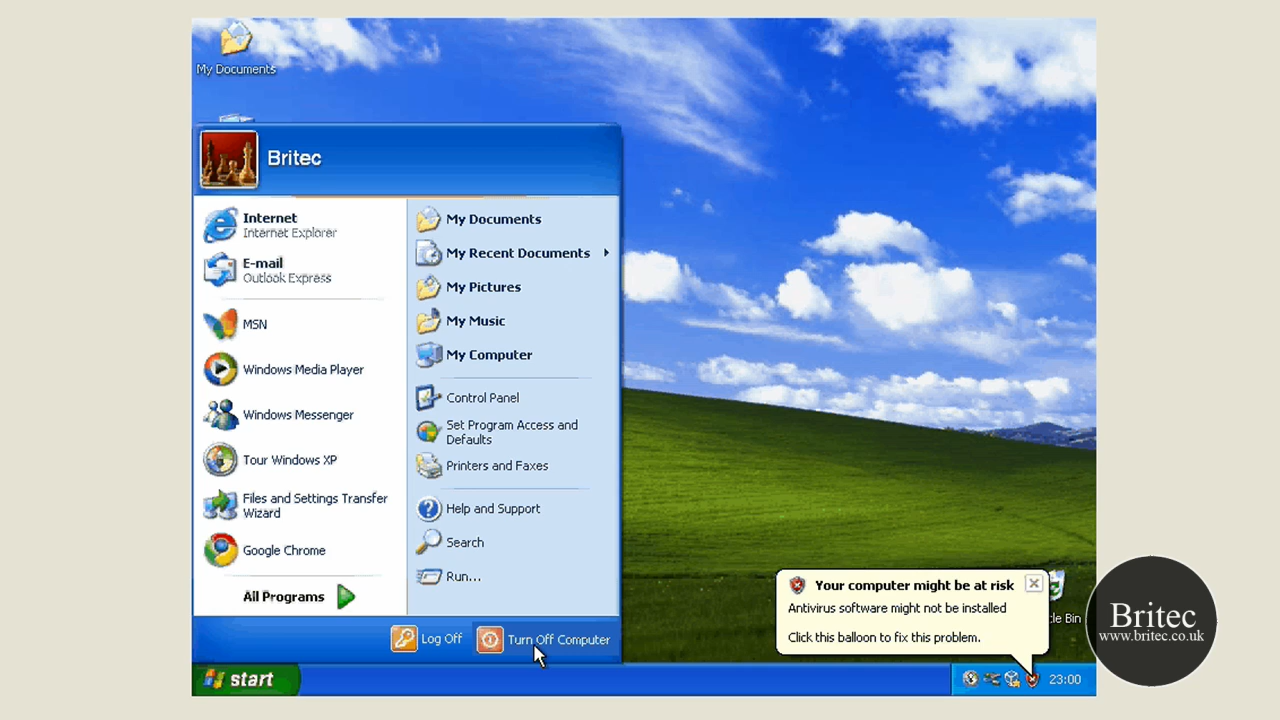 My Documents
Britec
Internet
Internet Explorer
E-mail
Outlook Express
MSN
Windows Media Player
Windows Messenger
Tour Windows XP
Files and Settings Transfer
Wizard
Google Chrome
All Programs
My Documents
My Recent Documents
My Pictures
My Music
My Computer
Control Panel
Set Program Access and
Defaults
Printers and Faxes
Help and Support
Search
Run...
Log Off
Turn Off Computer
Your computer might be at risk
Antivirus software might not be installed
Click this balloon to fix this problem.
cle Bin
start
23:00
Britec
www.britec.co.uk